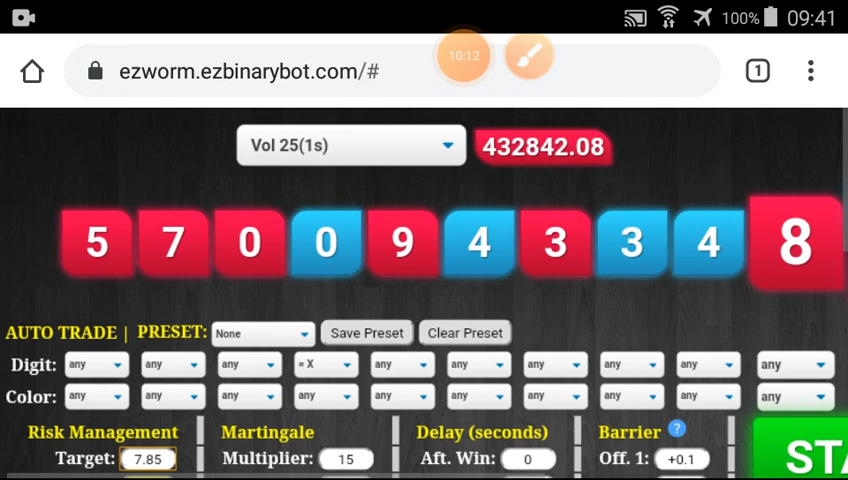 100% 09:41
ezworm.ezbinarybot.com/#
1
10:12
Vol 25(1s) 432842.08
5 7 0 0 9 4 3 3 4 8
AUTO TRADE | PRESET: None Save Preset Clear Preset
Digit: any any any = X any any any any any any
Color: any any any any any any any any any any
Risk Management Martingale Delay (seconds) Barrier ?
Target: 7.85 Multiplier: 15 Aft. Win: 0 Off. 1: +0.1